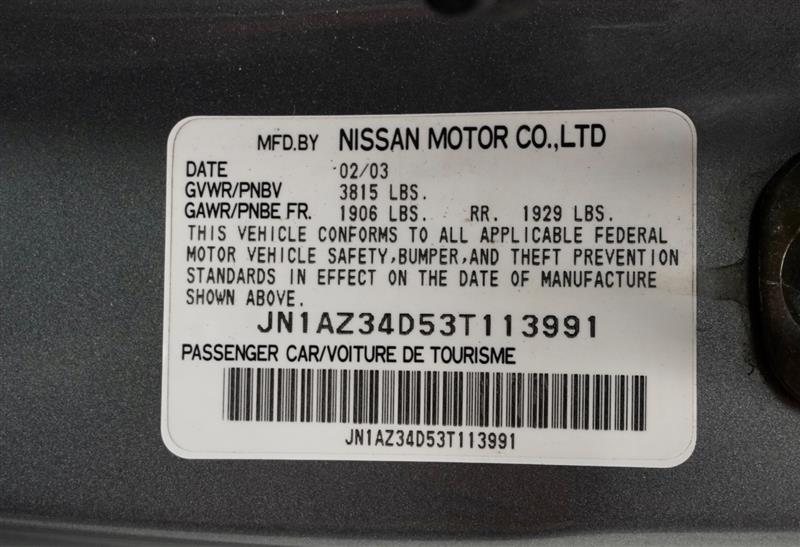 MFD.BY NISSAN MOTOR CO.,LTD
DATE 02/03
GVWR/PNBV 3815 LBS.
GAWR/PNBE FR. 1906 LBS. RR. 1929 LBS.
THIS VEHICLE CONFORMS TO ALL APPLICABLE FEDERAL
MOTOR VEHICLE SAFETY,BUMPER,AND THEFT PREVENTION
STANDARDS IN EFFECT ON THE DATE OF MANUFACTURE
SHOWN ABOVE.
JN1AZ34D53T113991
PASSENGER CAR/VOITURE DE TOURISME
JN1AZ34D53T113991